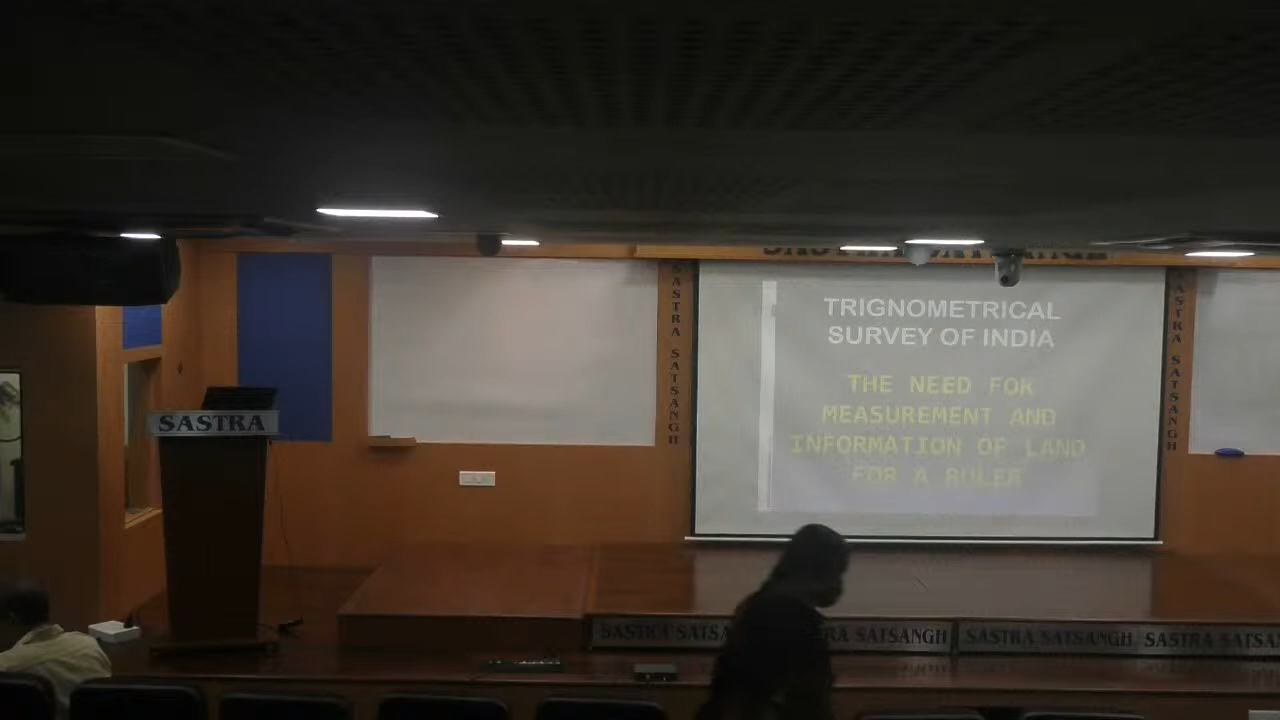 SASTRA
SASTRA SATSANGH
TRIGNOMETRICAL
SURVEY OF INDIA
THE NEED FOR
MEASUREMENT AND
INFORMATION OF LAND
FOR A RULER
SASTRA SATSANGH
SASTRA SATSANGH SASTRA SATSANGH